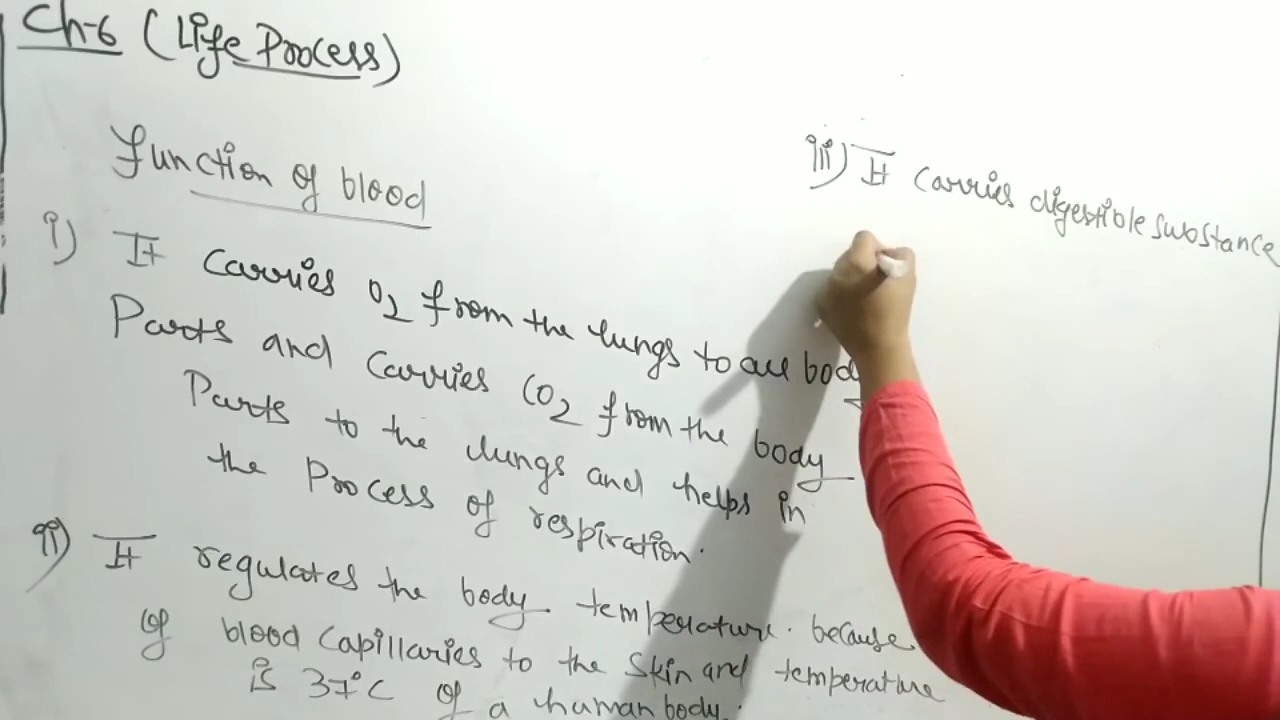 Ch-6 (Life Process)
Function of blood
i) It carries O2 from the lungs to all body
Parts and carries CO2 from the body
Parts to the lungs and helps in
the Process of respiration.
ii) It regulates the body temperature. because
of blood capillaries to the skin and temperature
is 37°C of a human body.
iii) It carries digestible substance